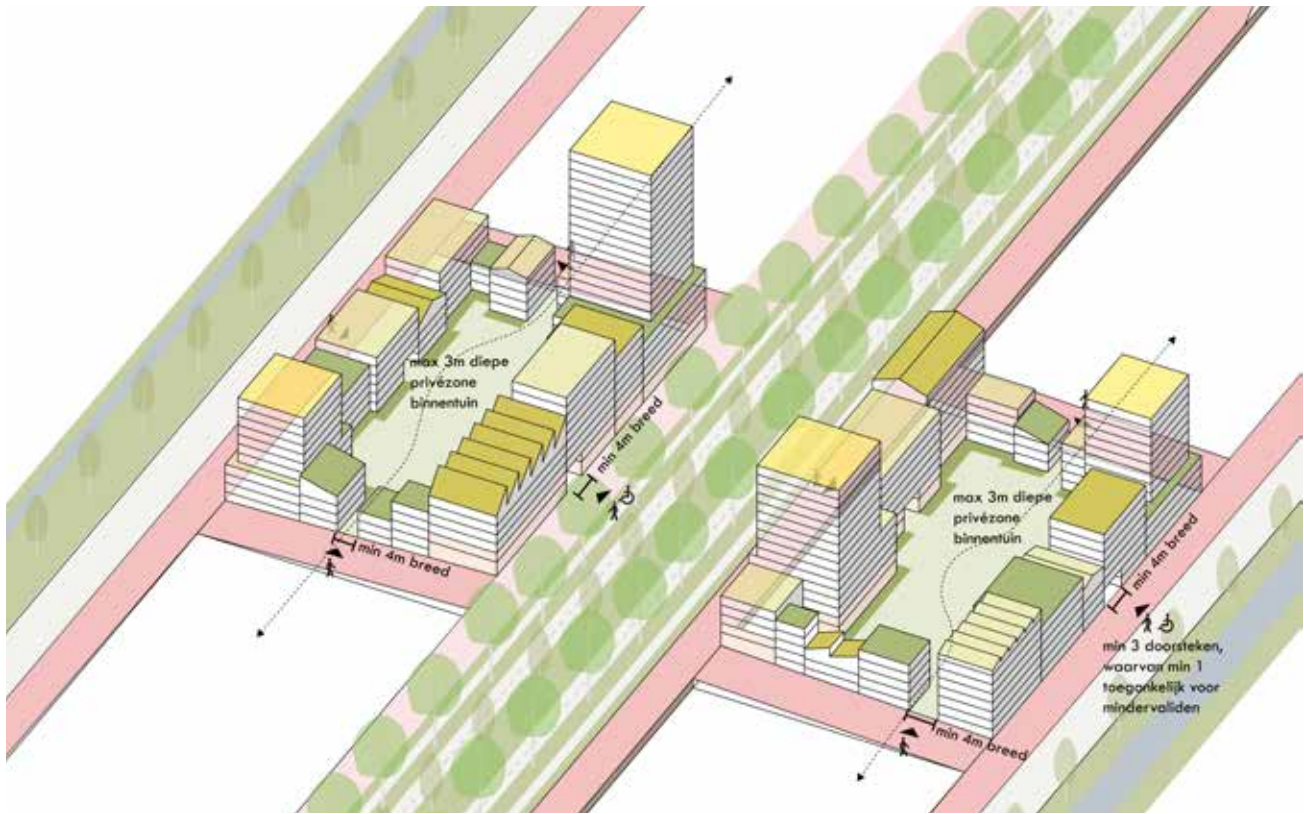 max 3m diepe
privézone
binnentuin
min 4m breed
min 4m breed
max 3m diepe
privézone
binnentuin
min 4m breed
min 3 doorsteken,
waarvan min 1
toegankelijk voor
mindervaliden
min 4m breed